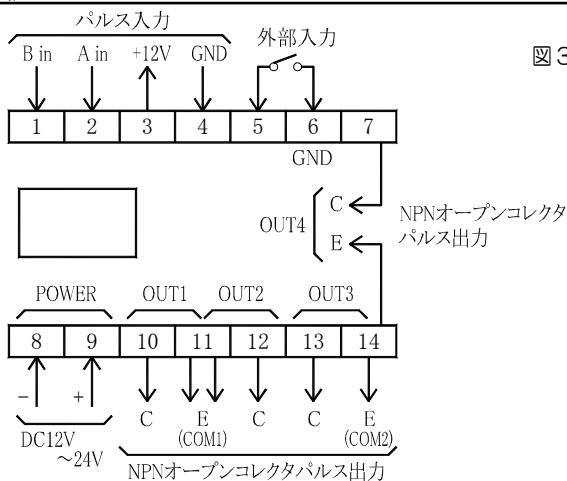 パルス入力
外部入力
B in A in +12V GND
図3
1 2 3 4 5 6 7
GND
OUT4
C
E
NPNオープンコレクタ
パルス出力
POWER OUT1 OUT2 OUT3
8 9 10 11 12 13 14
− +
C E C C E
(COM1) (COM2)
DC12V
～24V
NPNオープンコレクタパルス出力